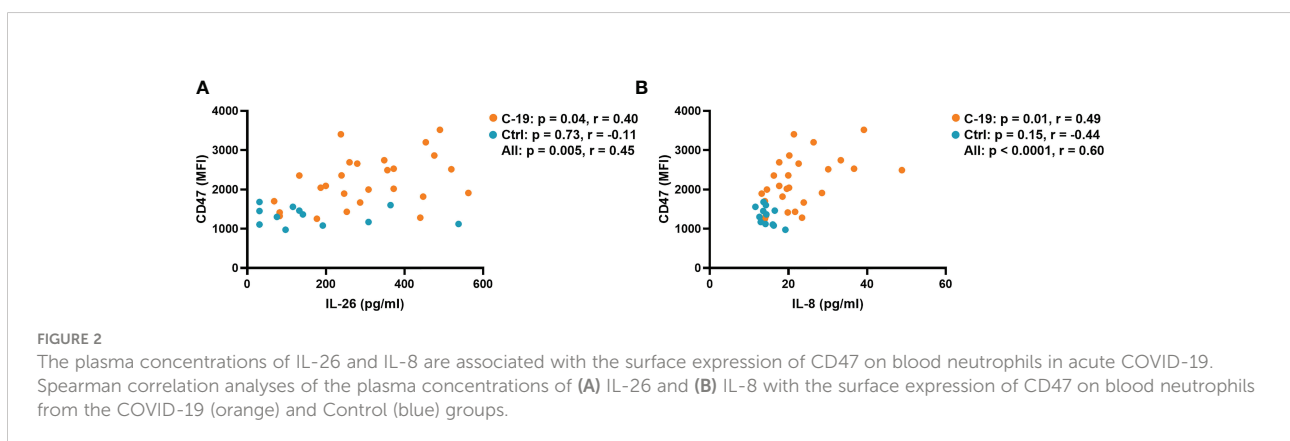 A
B
4000
3000
2000
1000
0
CD47 (MFI)
0
200
400
600
IL-26 (pg/ml)
C-19: p = 0.04, r = 0.40
Ctrl: p = 0.73, r = -0.11
All: p = 0.005, r = 0.45
4000
3000
2000
1000
0
CD47 (MFI)
0
20
40
60
IL-8 (pg/ml)
C-19: p = 0.01, r = 0.49
Ctrl: p = 0.15, r = -0.44
All: p < 0.0001, r = 0.60
FIGURE 2
The plasma concentrations of IL-26 and IL-8 are associated with the surface expression of CD47 on blood neutrophils in acute COVID-19.
Spearman correlation analyses of the plasma concentrations of (A) IL-26 and (B) IL-8 with the surface expression of CD47 on blood neutrophils
from the COVID-19 (orange) and Control (blue) groups.